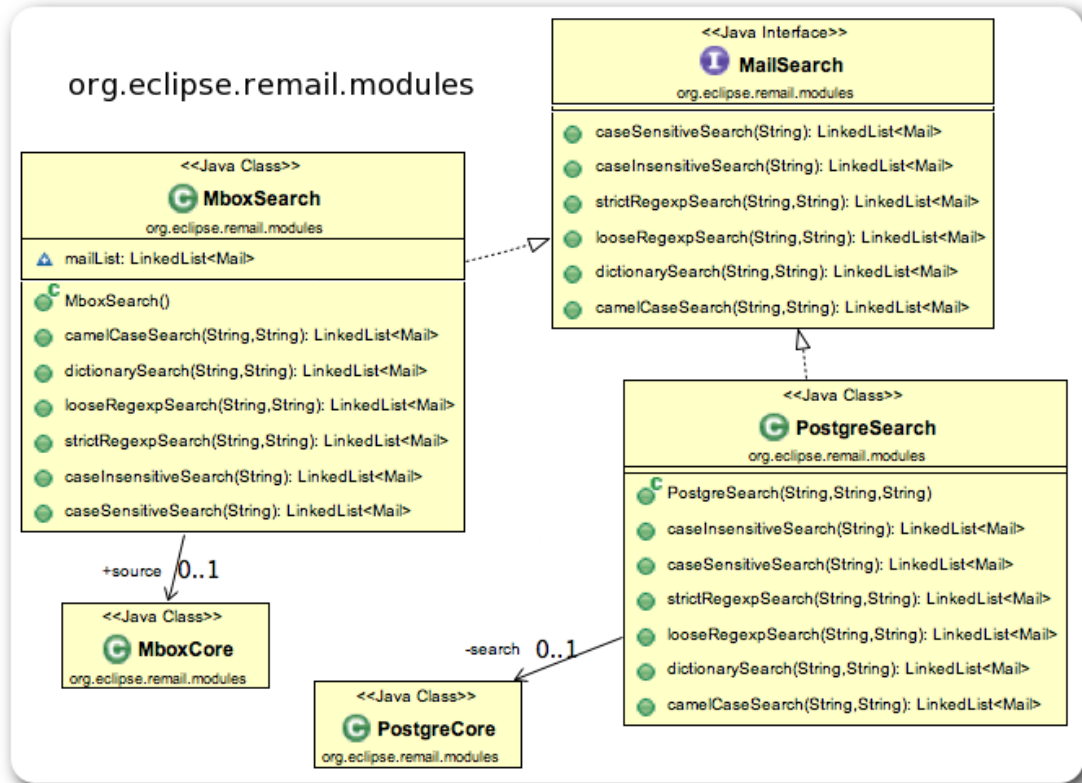 org.eclipse.remail.modules
<<Java Interface>>
I MailSearch
org.eclipse.remail.modules
caseSensitiveSearch(String): LinkedList<Mail>
caseInsensitiveSearch(String): LinkedList<Mail>
strictRegexpSearch(String,String): LinkedList<Mail>
looseRegexpSearch(String,String): LinkedList<Mail>
dictionarySearch(String,String): LinkedList<Mail>
camelCaseSearch(String,String): LinkedList<Mail>
<<Java Class>>
C MboxSearch
org.eclipse.remail.modules
mailList: LinkedList<Mail>
C MboxSearch()
camelCaseSearch(String,String): LinkedList<Mail>
dictionarySearch(String,String): LinkedList<Mail>
looseRegexpSearch(String,String): LinkedList<Mail>
strictRegexpSearch(String,String): LinkedList<Mail>
caseInsensitiveSearch(String): LinkedList<Mail>
caseSensitiveSearch(String): LinkedList<Mail>
+source 0..1
<<Java Class>>
C MboxCore
org.eclipse.remail.modules
<<Java Class>>
C PostgreSearch
org.eclipse.remail.modules
C PostgreSearch(String,String,String)
caseInsensitiveSearch(String): LinkedList<Mail>
caseSensitiveSearch(String): LinkedList<Mail>
strictRegexpSearch(String,String): LinkedList<Mail>
looseRegexpSearch(String,String): LinkedList<Mail>
dictionarySearch(String,String): LinkedList<Mail>
camelCaseSearch(String,String): LinkedList<Mail>
-search 0..1
<<Java Class>>
C PostgreCore
org.eclipse.remail.modules